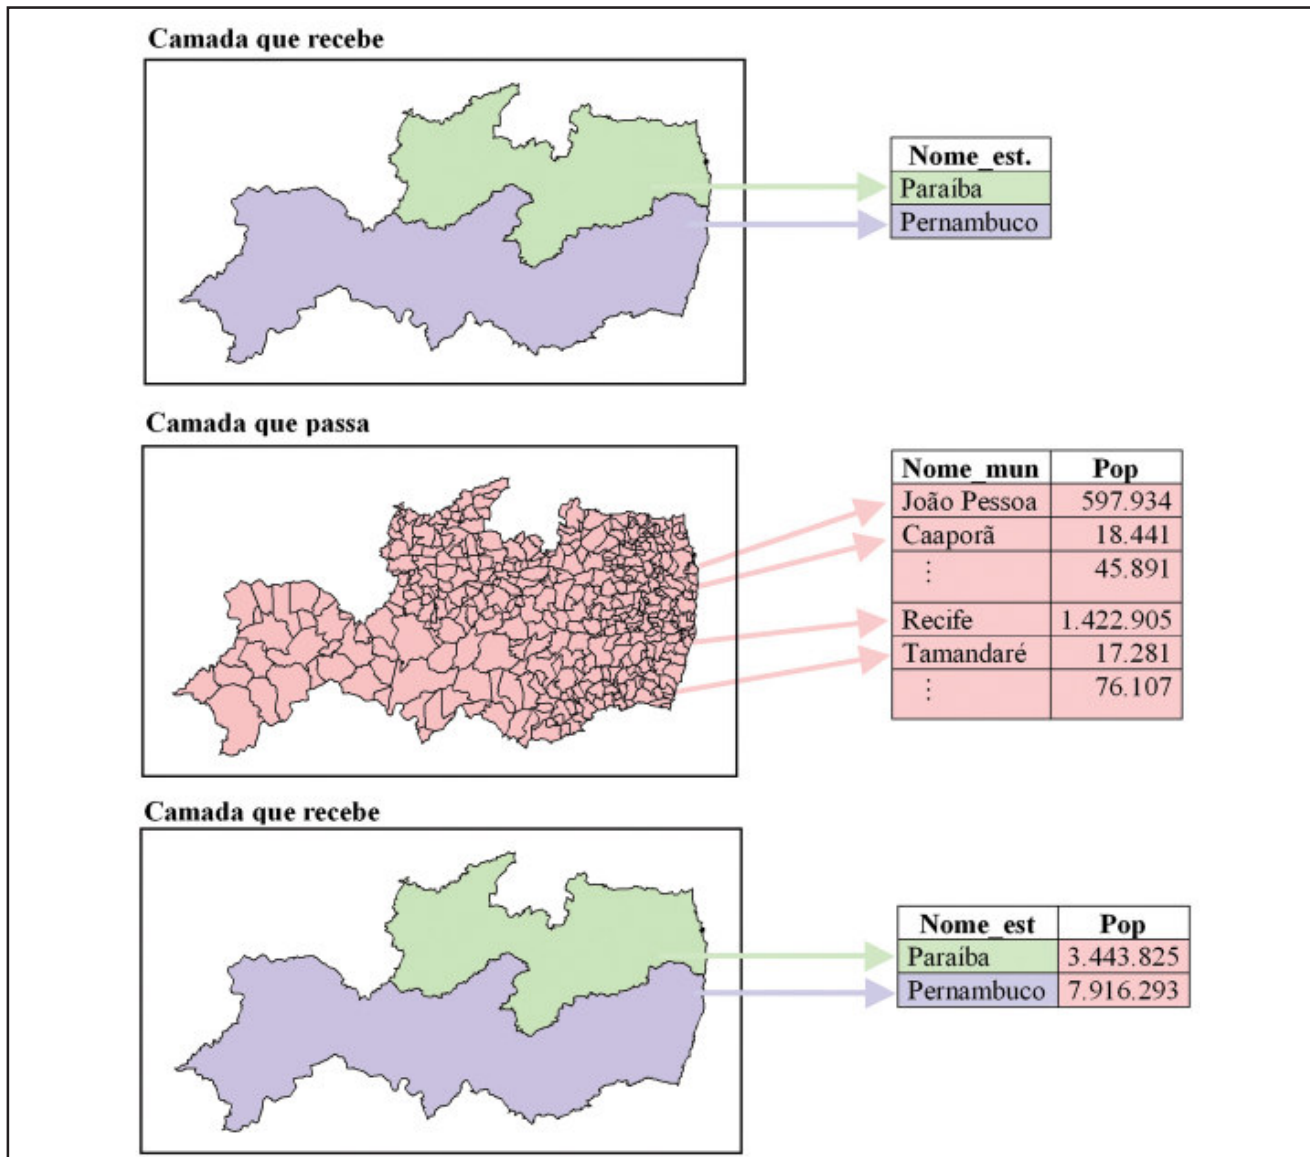 Camada que recebe
Nome_est.
Paraíba
Pernambuco
Camada que passa
Nome_mun Pop
João Pessoa 597.934
Caaporã 18.441
⋮ 45.891
Recife 1.422.905
Tamandaré 17.281
⋮ 76.107
Camada que recebe
Nome_est Pop
Paraíba 3.443.825
Pernambuco 7.916.293